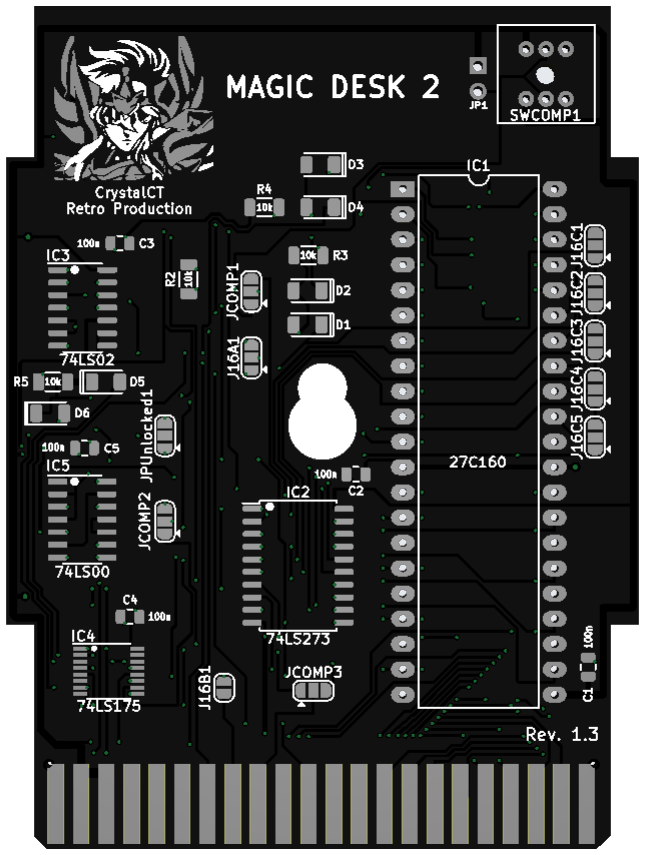 MAGIC DESK 2
JP1
SWCOMP1
CrystalCT
Retro Production
D3
IC1
R4
10k
D4
100n
C3
IC3
R2
10k
JCOMP1
10k
R3
D2
D1
J16C1
J16C2
J16C3
J16C4
J16C5
74LS02
J16A1
R5
10k
D5
D6
JPUnlocked1
100n
C5
IC5
27C160
100n
C2
IC2
JCOMP2
74LS00
C4
100n
IC4
74LS273
74LS175
J16B1
JCOMP3
100n
C1
Rev. 1.3